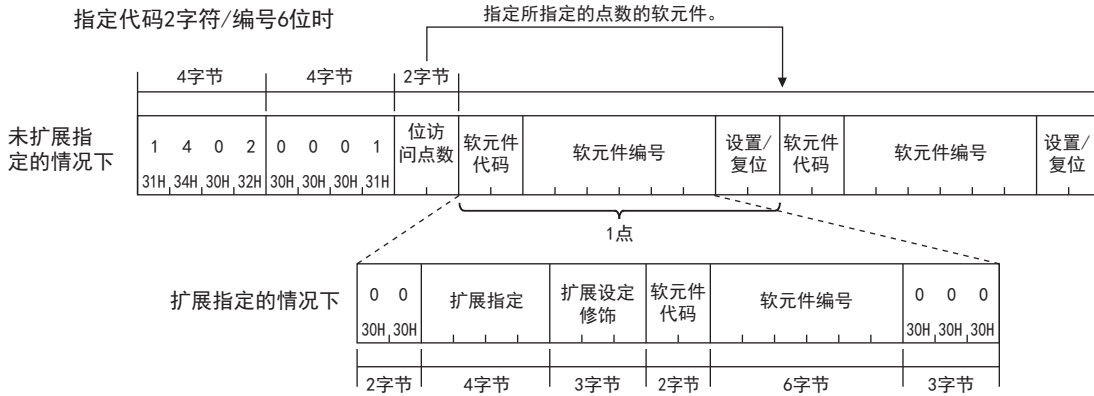 指定代码2字符/编号6位时
指定所指定的点数的软元件。
4字节 4字节 2字节
未扩展指
定的情况下
1 4 0 2 0 0 0 1
31H 34H 30H 32H 30H 30H 30H 31H
位访
问点数
软元件
代码
软元件编号
设置/
复位
软元件
代码
软元件编号
设置/
复位
1点
扩展指定的情况下
0 0
30H 30H
扩展指定
扩展设定
修饰
软元件
代码
软元件编号
0 0 0
30H 30H 30H
2字节 4字节 3字节 2字节 6字节 3字节